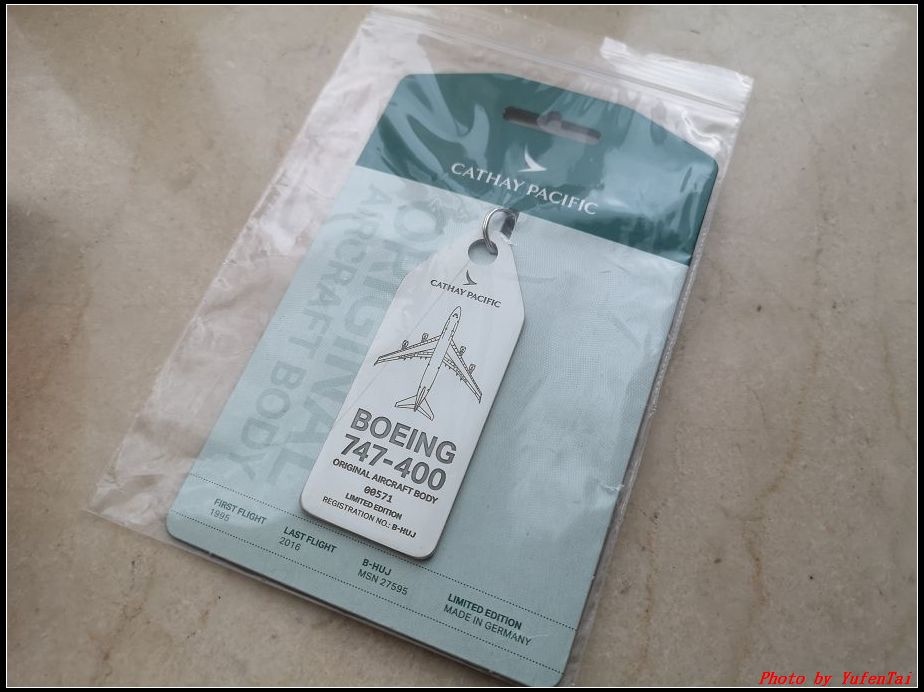 CATHAY PACIFIC
ORIGINAL
AIRCRAFT BODY
CATHAY PACIFIC
BOEING
747-400
ORIGINAL AIRCRAFT BODY
00571
LIMITED EDITION
REGISTRATION NO.: B-HUJ
FIRST FLIGHT
1995
LAST FLIGHT
2016
B-HUJ
MSN 27595
LIMITED EDITION
MADE IN GERMANY
Photo by YufenTai